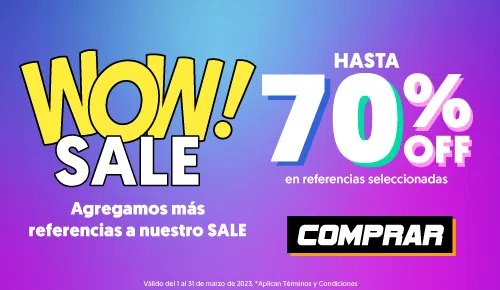 WOW!
SALE
Agregamos más
referencias a nuestro SALE
HASTA
70% OFF
en referencias seleccionadas
COMPRAR
Válido del 1 al 31 de marzo de 2023. *Aplican Términos y Condiciones